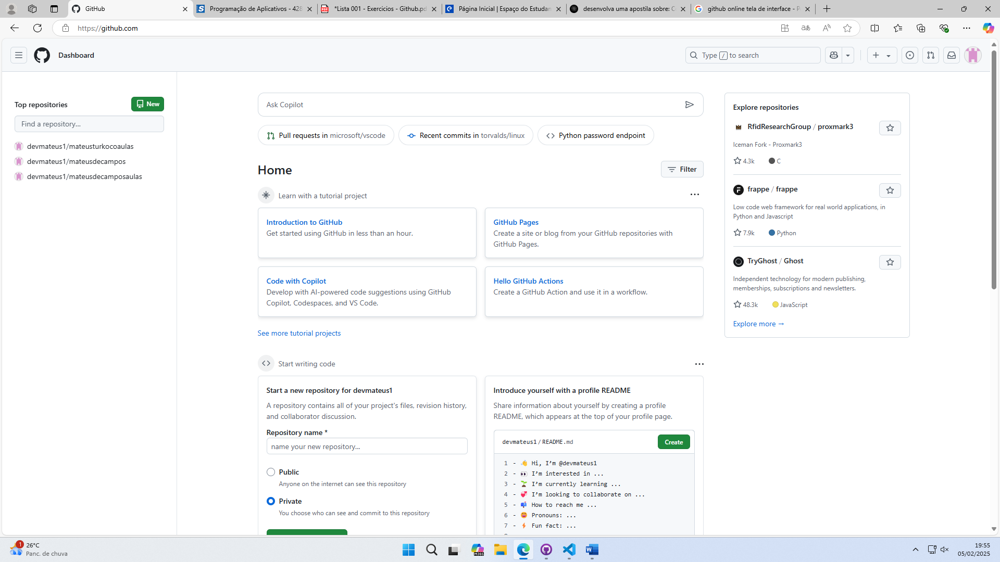 GitHub
Programação de Aplicativos - 428
*Lista 001 - Exercicios - Github.pd
Página Inicial | Espaço do Estudan
desenvolva uma apostila sobre: C
github online tela de interface - P
https://github.com
Dashboard
Type / to search
Top repositories
New
Find a repository...
devmateus1/mateusturkocoaulas
devmateus1/mateusdecampos
devmateus1/mateusdecamposaulas
Ask Copilot
Pull requests in microsoft/vscode
Recent commits in torvalds/linux
Python password endpoint
Home
Filter
Learn with a tutorial project
Introduction to GitHub
Get started using GitHub in less than an hour.
GitHub Pages
Create a site or blog from your GitHub repositories with
GitHub Pages.
Code with Copilot
Develop with AI-powered code suggestions using GitHub
Copilot, Codespaces, and VS Code.
Hello GitHub Actions
Create a GitHub Action and use it in a workflow.
See more tutorial projects
Start writing code
Start a new repository for devmateus1
A repository contains all of your project's files, revision history,
and collaborator discussion.
Repository name *
name your new repository...
Public
Anyone on the internet can see this repository
Private
You choose who can see and commit to this repository
Introduce yourself with a profile README
Share information about yourself by creating a profile
README, which appears at the top of your profile page.
devmateus1/README.md
Create
1 - 👋 Hi, I’m @devmateus1
2 - 👀 I’m interested in ...
3 - 🌱 I’m currently learning ...
4 - 💞️ I’m looking to collaborate on ...
5 - 📫 How to reach me ...
6 - 😄 Pronouns: ...
7 - ⚡ Fun fact: ...
Explore repositories
RfidResearchGroup / proxmark3
Iceman Fork - Proxmark3
4.3k
C
frappe / frappe
Low code web framework for real world applications, in
Python and Javascript
7.9k
Python
TryGhost / Ghost
Independent technology for modern publishing,
memberships, subscriptions and newsletters.
48.3k
JavaScript
Explore more →
1
26°C
Panc. de chuva
M365
19:55
05/02/2025